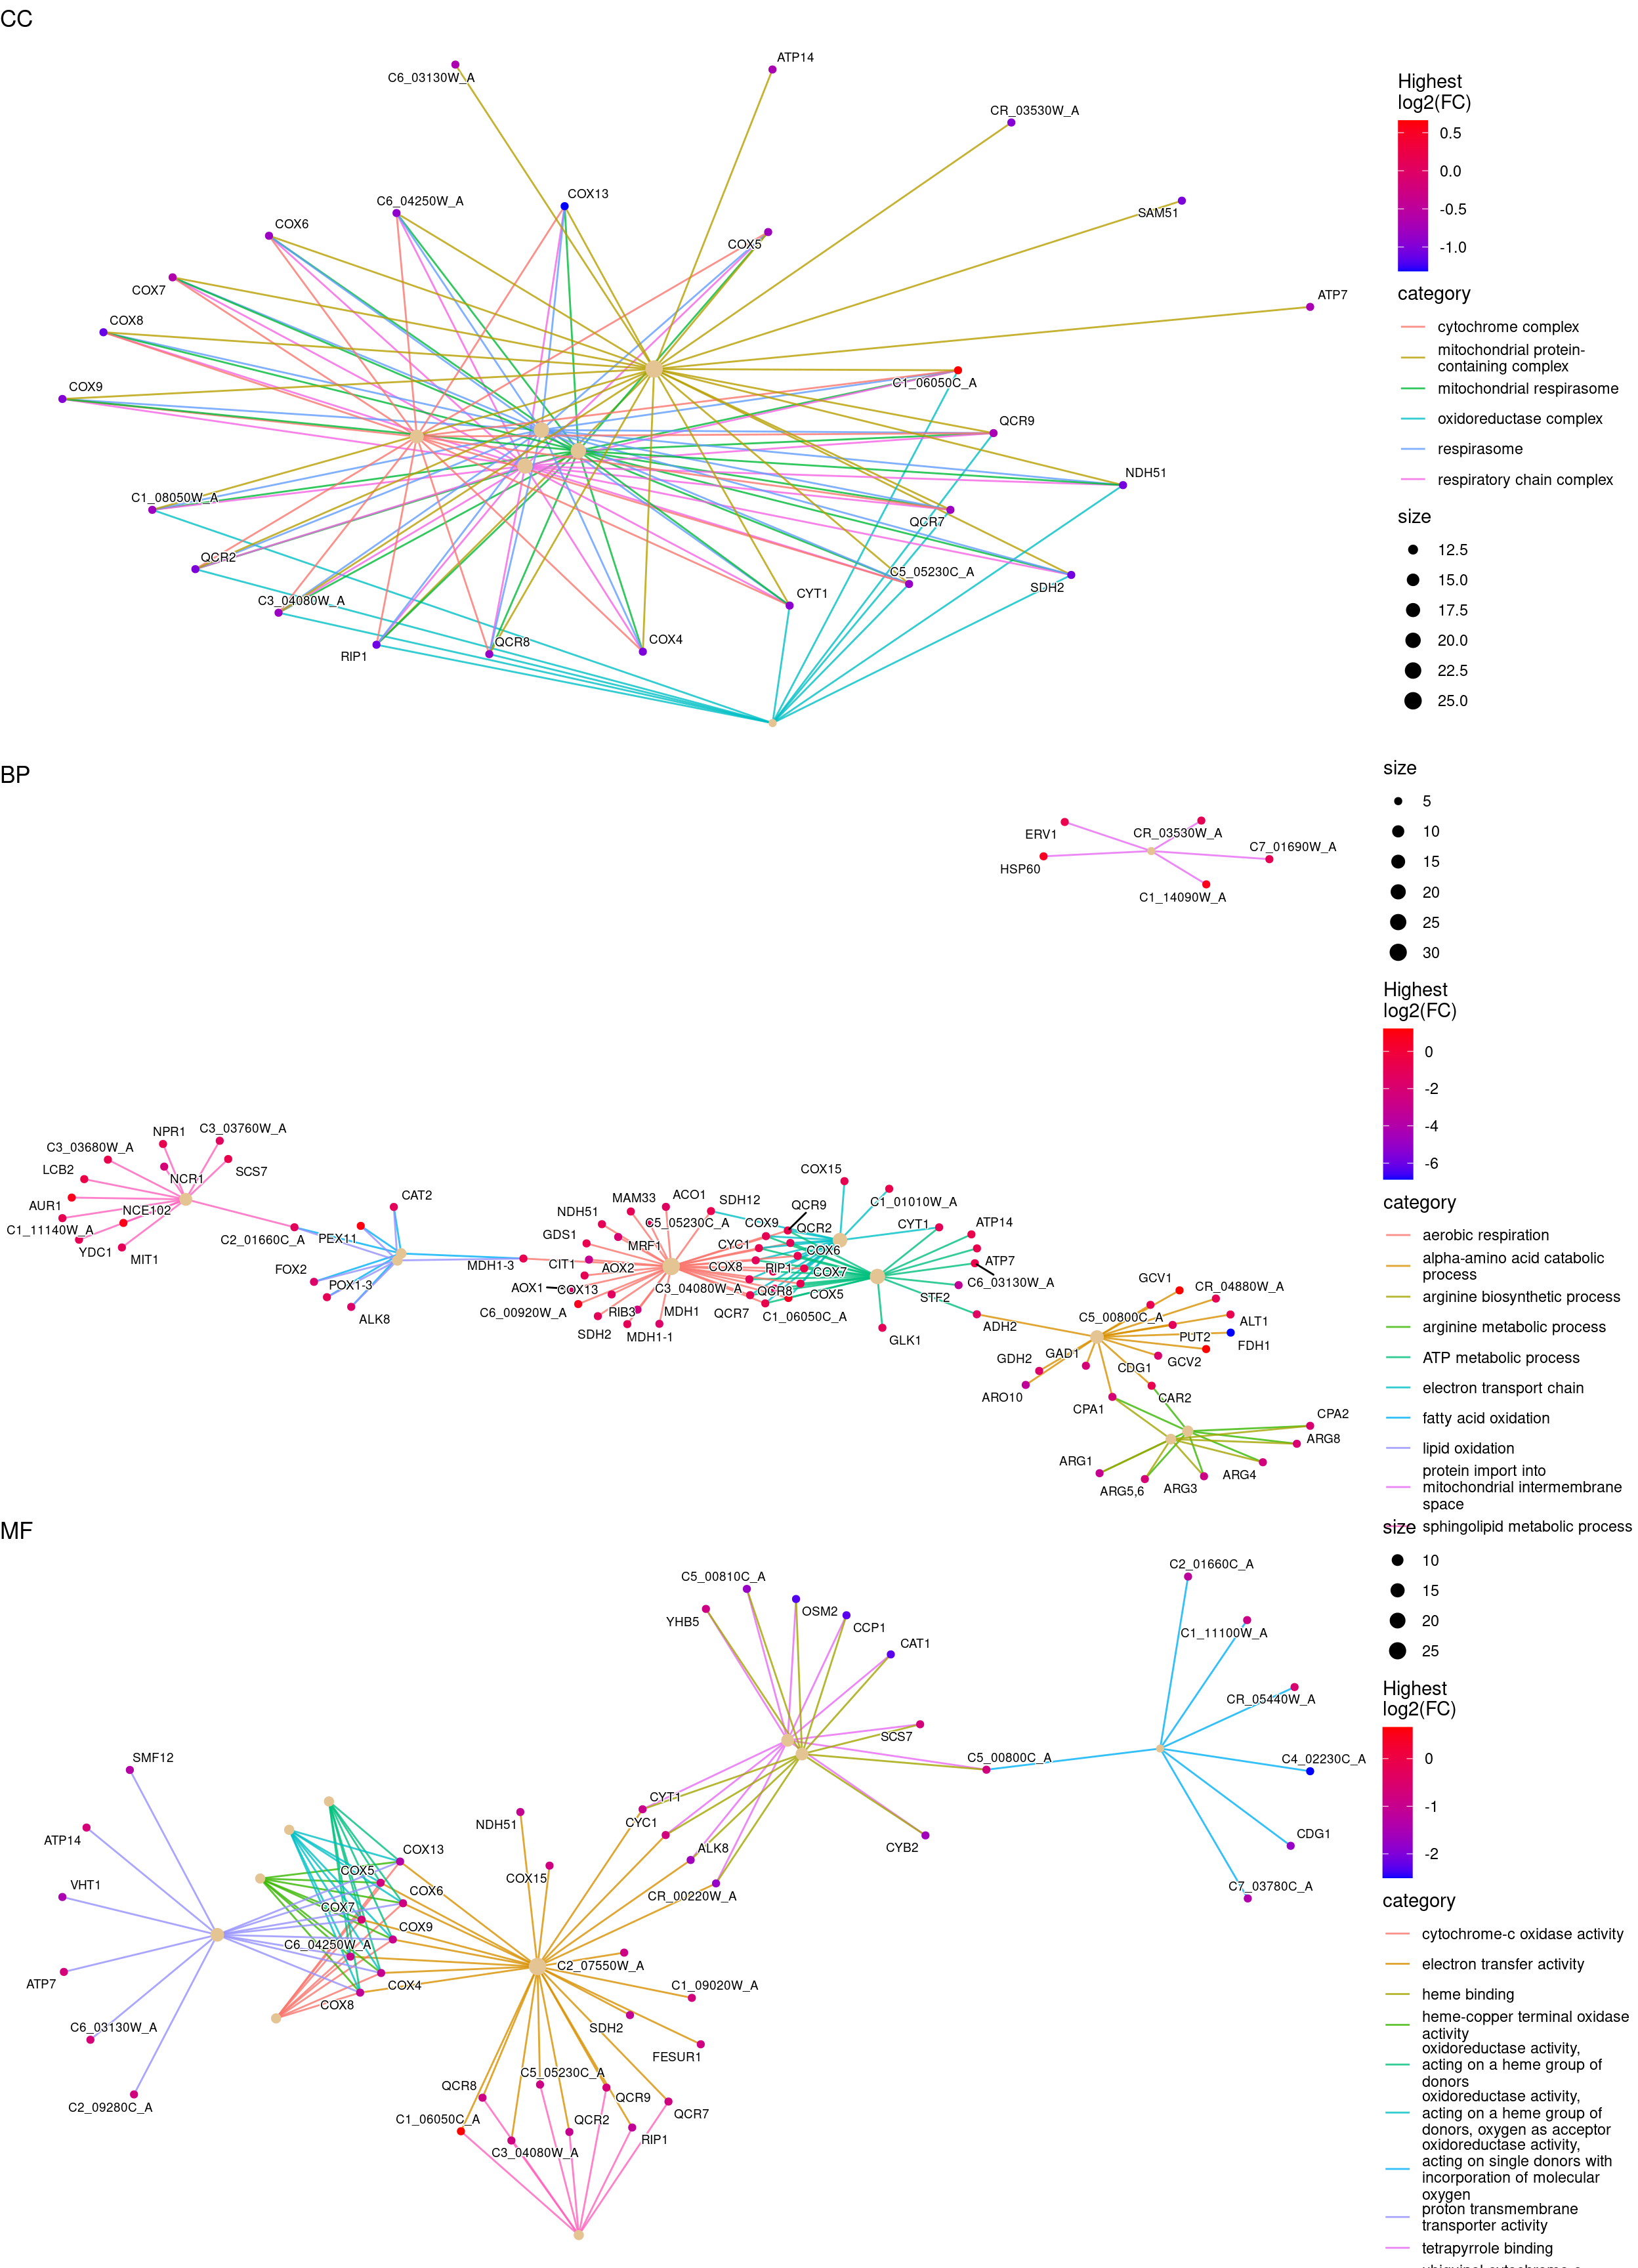 CC
C6_03130W_A
ATP14
CR_03530W_A
SAM51
ATP7
C6_04250W_A
COX13
COX6
COX5
COX7
COX8
COX9
C1_06050C_A
QCR9
NDH51
C1_08050W_A
QCR7
QCR2
C5_05230C_A
SDH2
C3_04080W_A
CYT1
RIP1
QCR8
COX4
Highest
log2(FC)
0.5
0.0
-0.5
-1.0
category
cytochrome complex
mitochondrial protein-
containing complex
mitochondrial respirasome
oxidoreductase complex
respirasome
respiratory chain complex
size
12.5
15.0
17.5
20.0
22.5
25.0
BP
ERV1
CR_03530W_A
C7_01690W_A
HSP60
C1_14090W_A
NPR1
C3_03760W_A
C3_03680W_A
LCB2
NCR1
SCS7
AUR1
NCE102
C1_11140W_A
YDC1
MIT1
C2_01660C_A
PEX11
CAT2
FOX2
POX1-3
ALK8
MDH1-3
NDH51
MAM33
ACO1
SDH12
GDS1
C5_05230C_A
COX9
QCR9
QCR2
COX15
C1_01010W_A
CYT1
ATP14
MRF1
CYC1
COX6
CIT1
AOX2
COX8
RIP1
COX7
ATP7
C6_03130W_A
AOX1
COX13
C3_04080W_A
QCR8
COX5
STF2
C6_00920W_A
RIB3
MDH1
QCR7
C1_06050C_A
ADH2
SDH2
MDH1-1
GLK1
GCV1
CR_04880W_A
C5_00800C_A
ALT1
PUT2
FDH1
GDH2
GAD1
CDG1
GCV2
ARO10
CPA1
CAR2
CPA2
ARG8
ARG1
ARG5,6
ARG3
ARG4
size
5
10
15
20
25
30
Highest
log2(FC)
0
-2
-4
-6
category
aerobic respiration
alpha-amino acid catabolic
process
arginine biosynthetic process
arginine metabolic process
ATP metabolic process
electron transport chain
fatty acid oxidation
lipid oxidation
protein import into
mitochondrial intermembrane
space
sphingolipid metabolic process
MF
C5_00810C_A
YHB5
OSM2
CCP1
CAT1
SCS7
C5_00800C_A
C2_01660C_A
C1_11100W_A
CR_05440W_A
C4_02230C_A
CDG1
C7_03780C_A
SMF12
ATP14
VHT1
ATP7
C6_03130W_A
C2_09280C_A
COX13
COX5
COX6
COX7
COX9
C6_04250W_A
COX4
COX8
NDH51
COX15
CYT1
CYC1
ALK8
CR_00220W_A
CYB2
C2_07550W_A
C1_09020W_A
SDH2
FESUR1
C5_05230C_A
QCR8
QCR9
C1_06050C_A
QCR2
QCR7
C3_04080W_A
RIP1
size
10
15
20
25
Highest
log2(FC)
0
-1
-2
category
cytochrome-c oxidase activity
electron transfer activity
heme binding
heme-copper terminal oxidase
activity
oxidoreductase activity,
acting on a heme group of
donors
oxidoreductase activity,
acting on a heme group of
donors, oxygen as acceptor
oxidoreductase activity,
acting on single donors with
incorporation of molecular
oxygen
proton transmembrane
transporter activity
tetrapyrrole binding